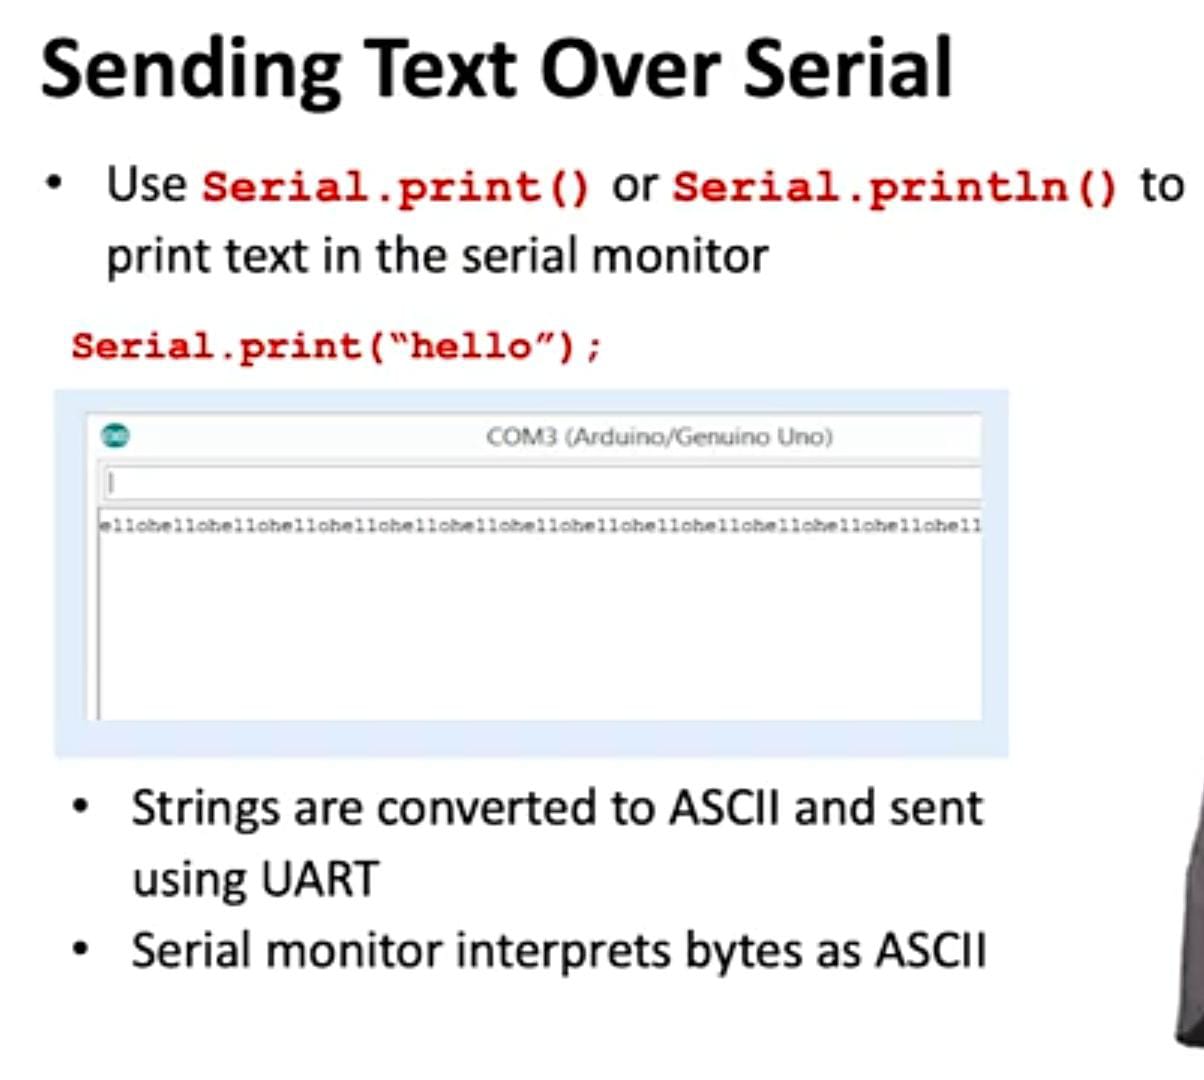 Sending Text Over Serial
• Use Serial.print() or Serial.println() to
print text in the serial monitor
Serial.print(“hello”);
COM3 (Arduino/Genuino Uno)
ellohellohellohellohellohellohellohellohellohellohellohellohellohellohell
• Strings are converted to ASCII and sent
using UART
• Serial monitor interprets bytes as ASCII